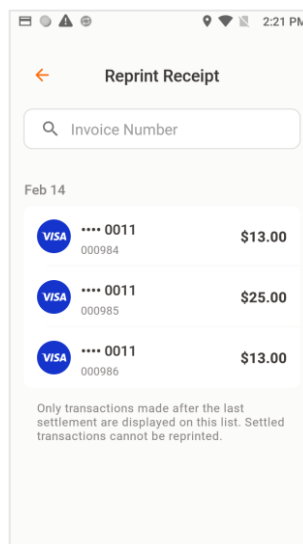 2:21 PM
Reprint Receipt
Invoice Number
Feb 14
VISA •••• 0011 $13.00
000984
VISA •••• 0011 $25.00
000985
VISA •••• 0011 $13.00
000986
Only transactions made after the last
settlement are displayed on this list. Settled
transactions cannot be reprinted.